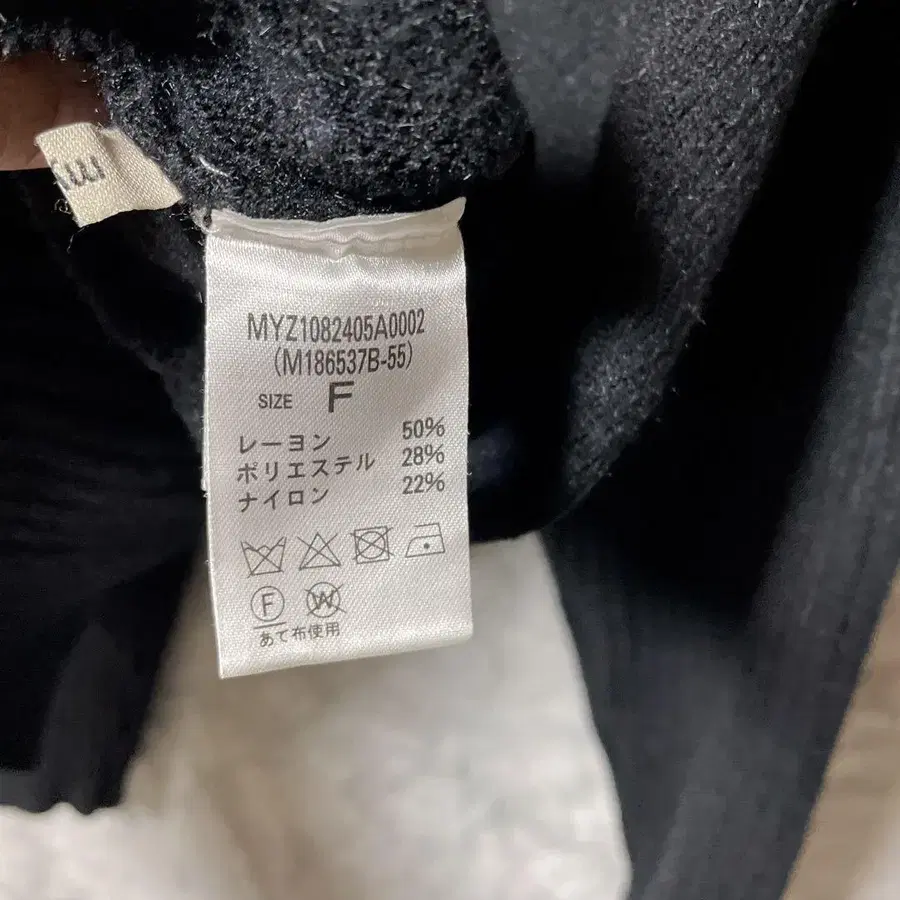 MYZ1082405A0002
(M186537B-55)
SIZE F
レーヨン 50%
ポリエステル 28%
ナイロン 22%
F W
あて布使用